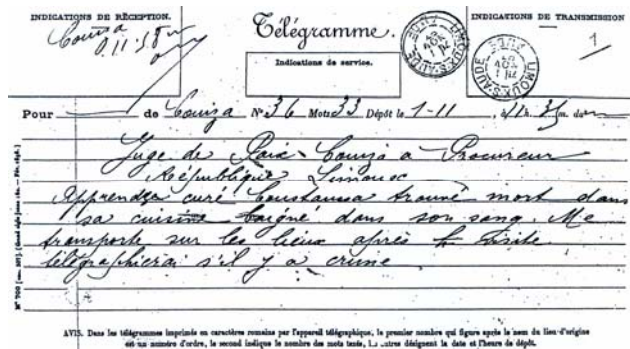 INDICATIONS DE RÉCEPTION.
Couiza
Télégramme.
Indications de service.
INDICATIONS DE TRANSMISSION
1
LIMOUX-AUDE
LIMOUX-AUDE
Pour de Couiza N° 36 Mots 33 Dépôt le 1-11, à 11 h. 35 m. du m
Juge de Paix Couiza a Procureur
République Limoux
Apprends curé Coustaussa trouvé mort dans
sa cuisine baigné dans son sang. Me
transporte sur les lieux après visite
télégraphierai s'il y a crime
AVIS. Dans les télégrammes imprimés en caractères romains par l'appareil télégraphique, le premier nombre qui figure après le nom du lieu d'origine
est un numéro d'ordre, le second indique le nombre des mots taxés, les autres désignent la date et l'heure de dépôt.